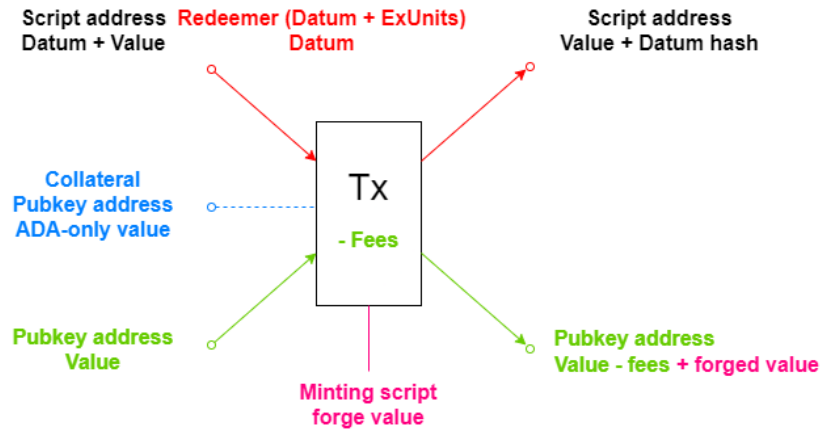 Script address
Datum + Value
Redeemer (Datum + ExUnits)
Datum
Script address
Value + Datum hash
Collateral
Pubkey address
ADA-only value
Tx
- Fees
Pubkey address
Value
Minting script
forge value
Pubkey address
Value - fees + forged value